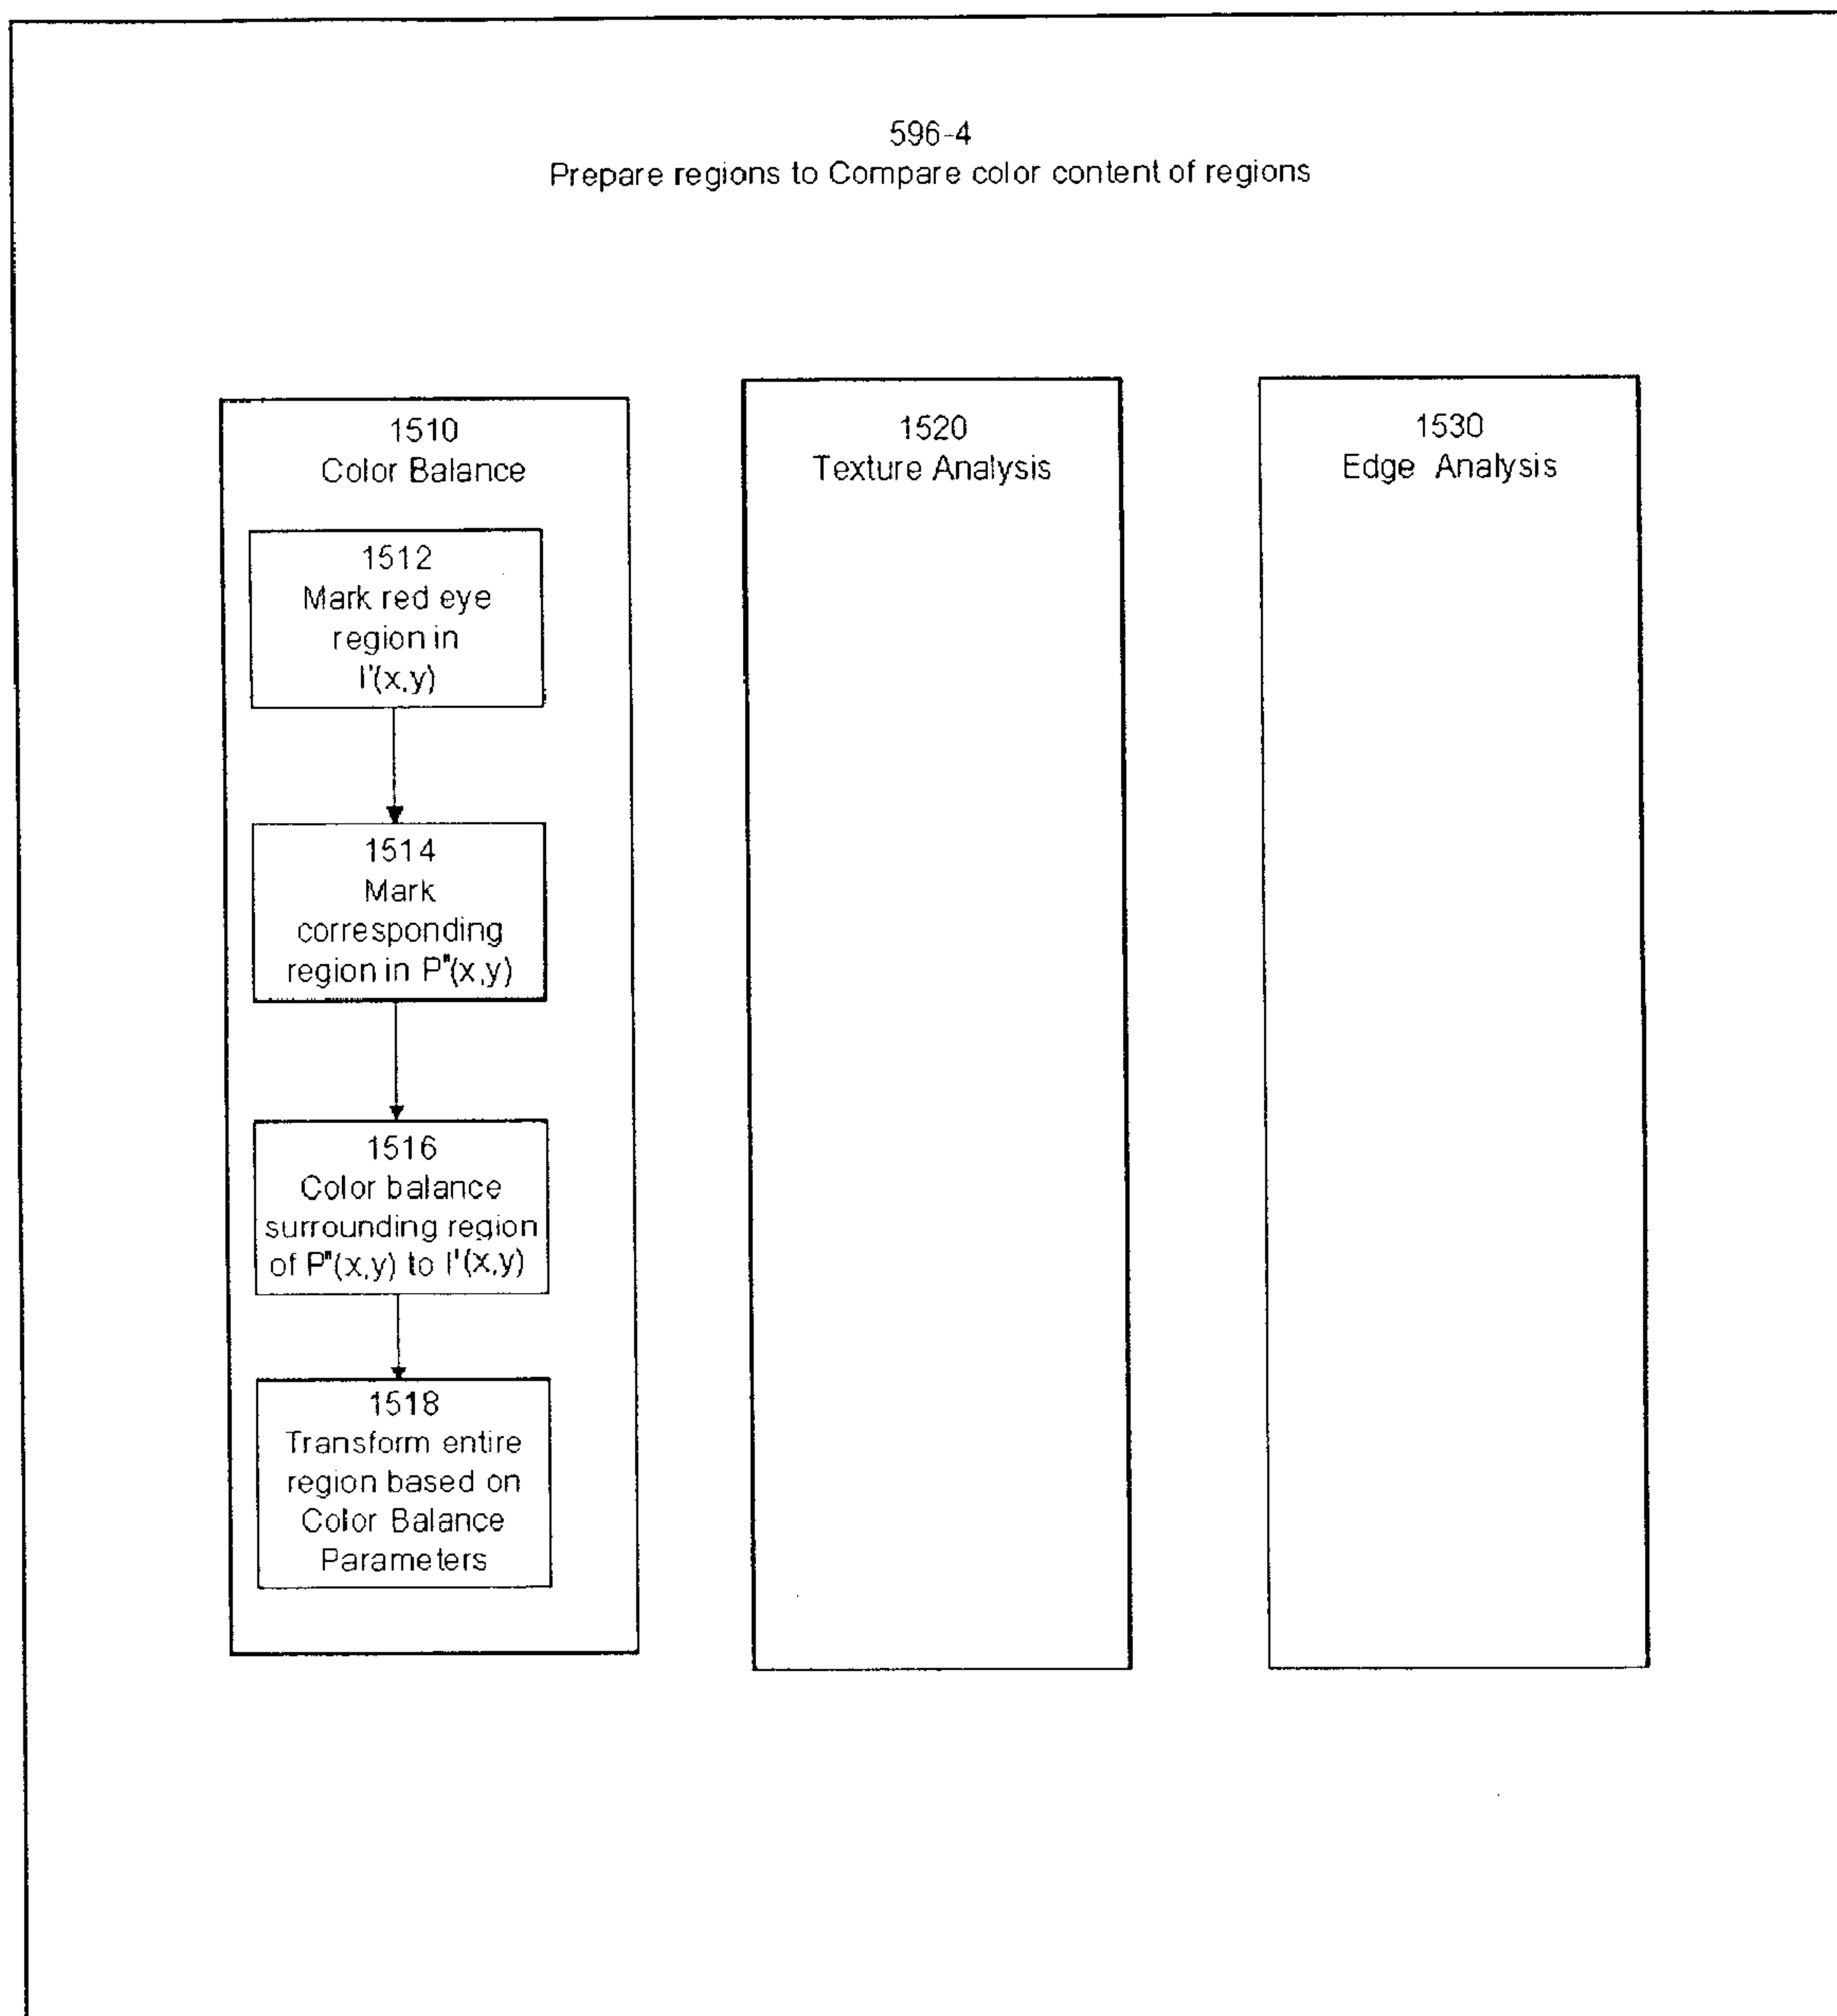 596-4
Prepare regions to Compare color content of regions
1510
Color Balance
1512
Mark red eye
region in
I'(x,y)
1514
Mark
corresponding
region in P"(x,y)
1516
Color balance
surrounding region
of P"(x,y) to I'(x,y)
1518
Transform entire
region based on
Color Balance
Parameters
1520
Texture Analysis
1530
Edge Analysis